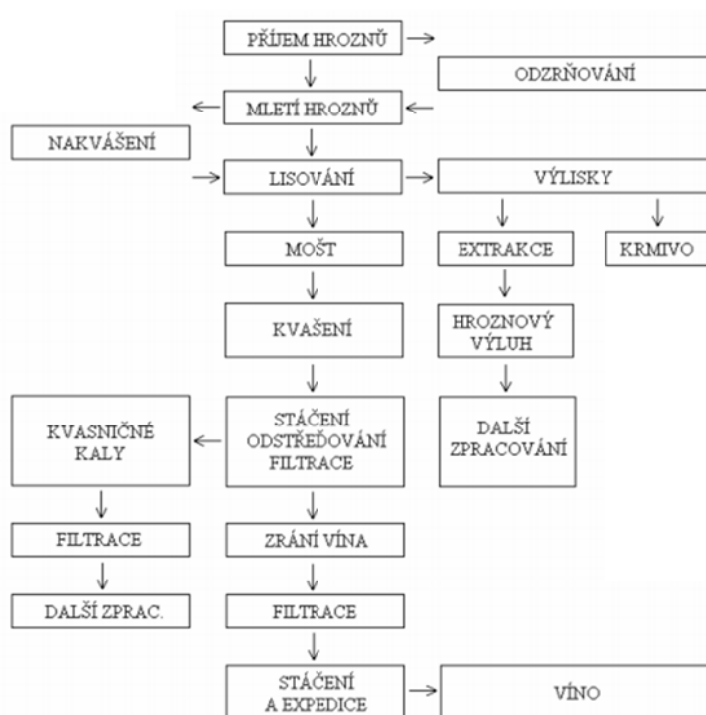 PŘÍJEM HROZNŮ
ODZRŇOVÁNÍ
MLETÍ HROZNŮ
NAKVÁŠENÍ
LISOVÁNÍ
VÝLISKY
MOŠT
EXTRAKCE
KRMIVO
KVAŠENÍ
HROZNOVÝ
VÝLUH
KVASNIČNÉ
KALY
STÁČENÍ
ODSTŘEĎOVÁNÍ
FILTRACE
DALŠÍ
ZPRACOVÁNÍ
FILTRACE
ZRÁNÍ VÍNA
DALŠÍ ZPRAC.
FILTRACE
STÁČENÍ
A EXPEDICE
VÍNO